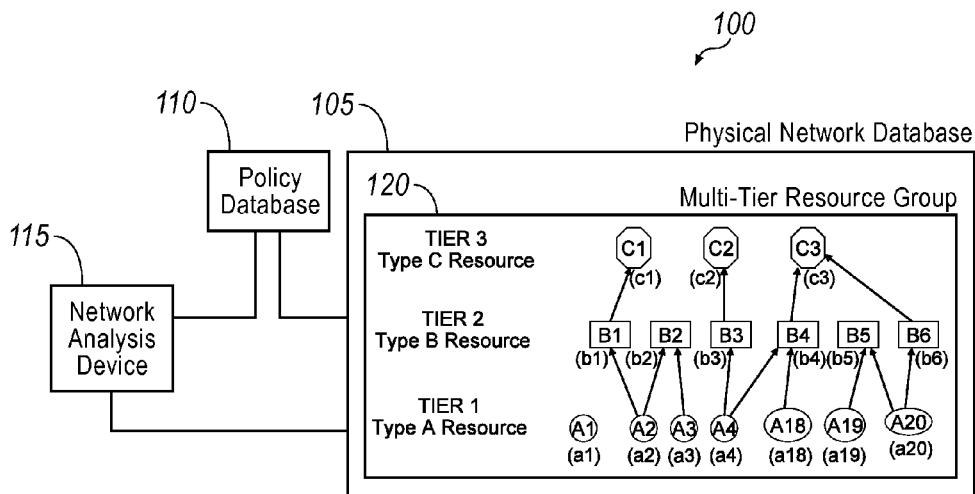 100
110
105
Physical Network Database
Policy
Database
120
Multi-Tier Resource Group
115
TIER 3
Type C Resource
C1
C2
C3
(c1)
(c2)
(c3)
Network
Analysis
Device
TIER 2
Type B Resource
B1
B2
B3
B4
B5
B6
(b1)
(b2)
(b3)
(b4)
(b5)
(b6)
TIER 1
Type A Resource
A1
A2
A3
A4
A18
A19
A20
(a1)
(a2)
(a3)
(a4)
(a18)
(a19)
(a20)